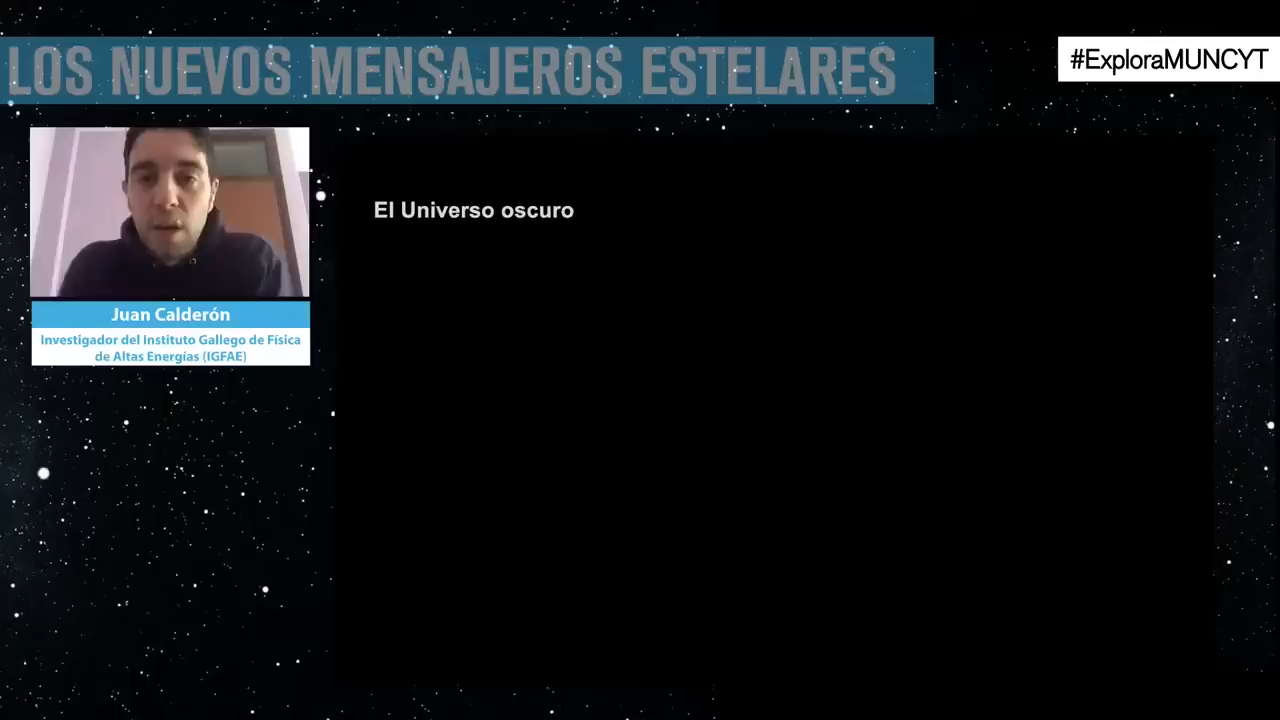 LOS NUEVOS MENSAJEROS ESTELARES
#ExploraMUNCYT
Juan Calderón
Investigador del Instituto Gallego de Física
de Altas Energías (IGFAE)
El Universo oscuro